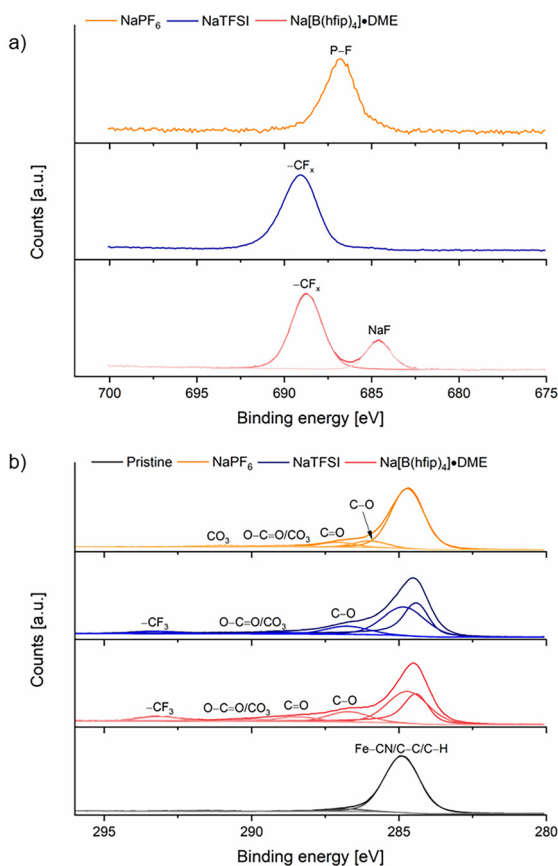 a)
NaPF₆ NaTFSI Na[B(hfip)₄]•DME
P–F
–CFₓ
–CFₓ
NaF
Counts [a.u.]
700 695 690 685 680 675
Binding energy [eV]
b)
Pristine NaPF₆ NaTFSI Na[B(hfip)₄]•DME
C–O
CO₃ O–C=O/CO₃ C=O
–CF₃ O–C=O/CO₃ C–O
–CF₃ O–C=O/CO₃ C=O C–O
Fe–CN/C–C/C–H
Counts [a.u.]
295 290 285 280
Binding energy [eV]